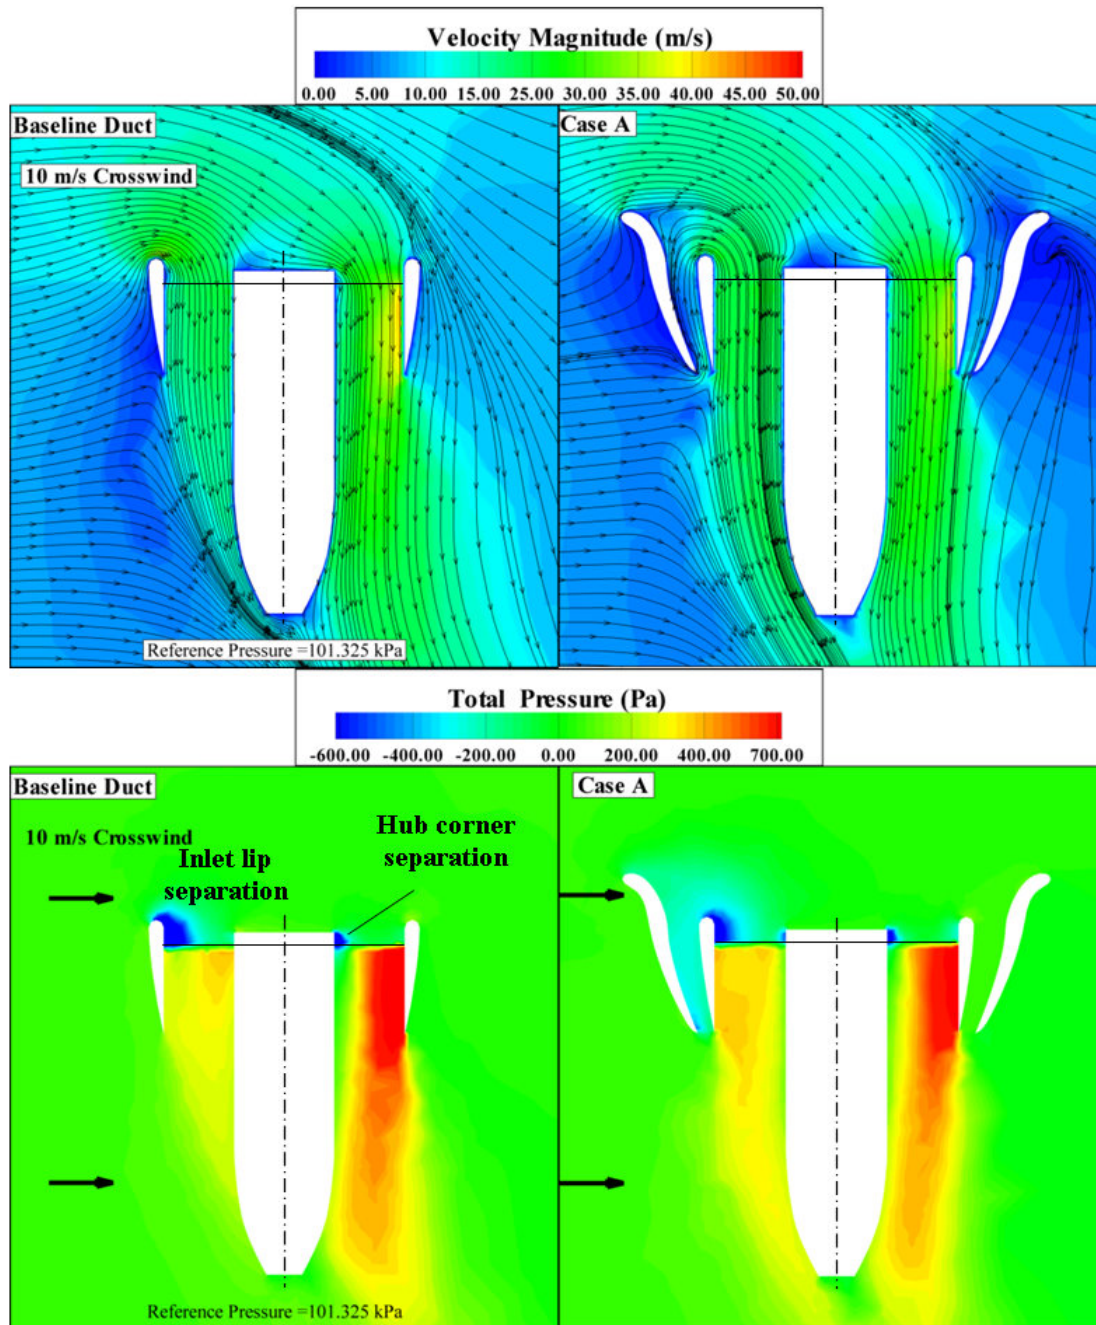 Velocity Magnitude (m/s)
0.00 5.00 10.00 15.00 25.00 30.00 35.00 40.00 45.00 50.00
Baseline Duct
Case A
10 m/s Crosswind
Reference Pressure =101.325 kPa
Total Pressure (Pa)
-600.00 -400.00 -200.00 0.00 200.00 400.00 700.00
Baseline Duct
Case A
10 m/s Crosswind
Hub corner
separation
Inlet lip
separation
Reference Pressure =101.325 kPa